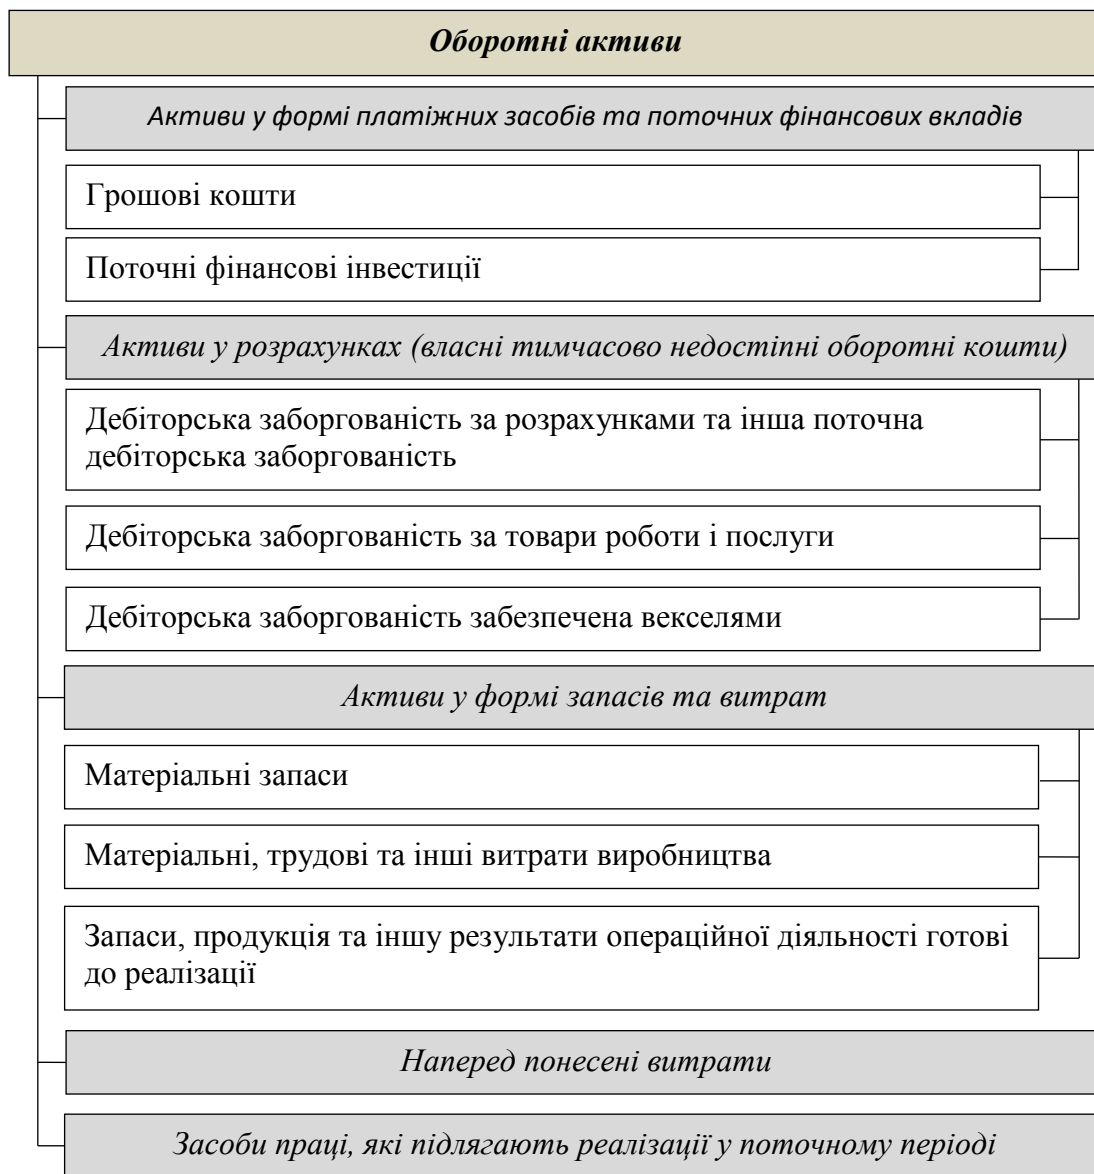 Оборотні активи
Активи у формі платіжних засобів та поточних фінансових вкладів
Грошові кошти
Поточні фінансові інвестиції
Активи у розрахунках (власні тимчасово недостіпні оборотні кошти)
Дебіторська заборгованість за розрахунками та інша поточна
дебіторська заборгованість
Дебіторська заборгованість за товари роботи і послуги
Дебіторська заборгованість забезпечена векселями
Активи у формі запасів та витрат
Матеріальні запаси
Матеріальні, трудові та інші витрати виробництва
Запаси, продукція та іншу результати операційної діяльності готові
до реалізації
Наперед понесені витрати
Засоби праці, які підлягають реалізації у поточному періоді